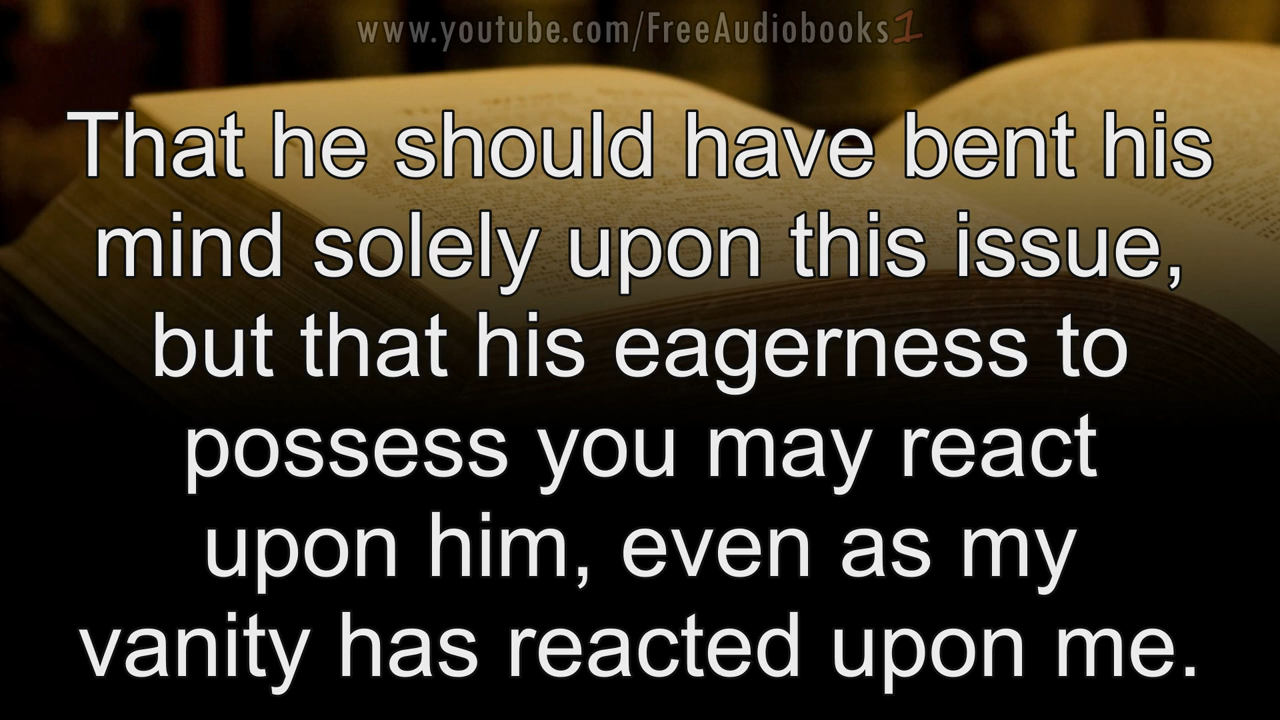 www.youtube.com/FreeAudiobooks1
That he should have bent his
mind solely upon this issue,
but that his eagerness to
possess you may react
upon him, even as my
vanity has reacted upon me.